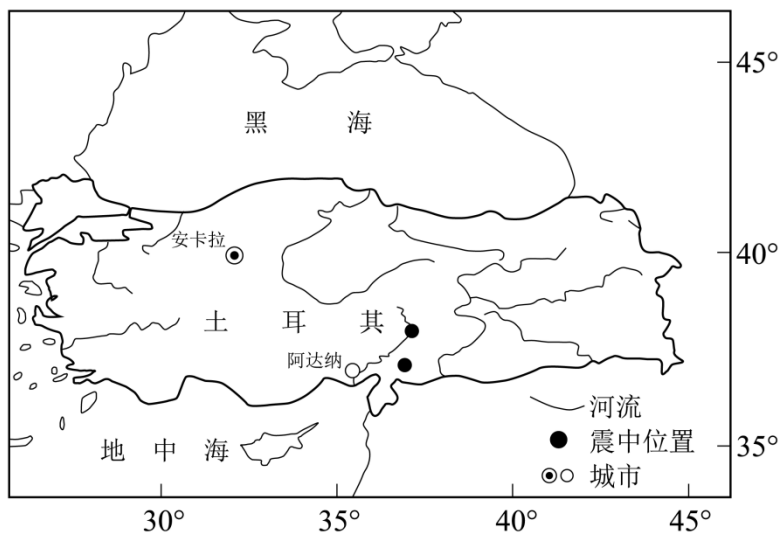 45°
黑 海
安卡拉
40°
土 耳 其
阿达纳
河流
地 中 海
震中位置
35°
城市
30° 35° 40° 45°